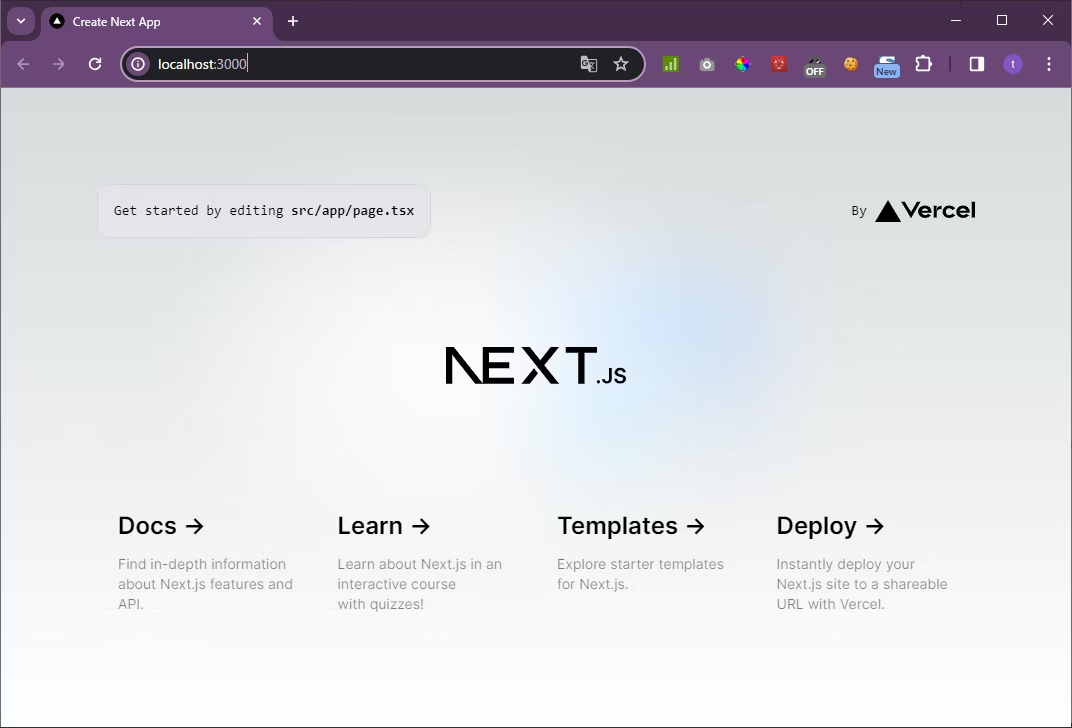 Create Next App
localhost:3000
OFF
New
t
Get started by editing src/app/page.tsx
By Vercel
NEXT.JS
Docs →
Find in-depth information
about Next.js features and
API.
Learn →
Learn about Next.js in an
interactive course
with quizzes!
Templates →
Explore starter templates
for Next.js.
Deploy →
Instantly deploy your
Next.js site to a shareable
URL with Vercel.